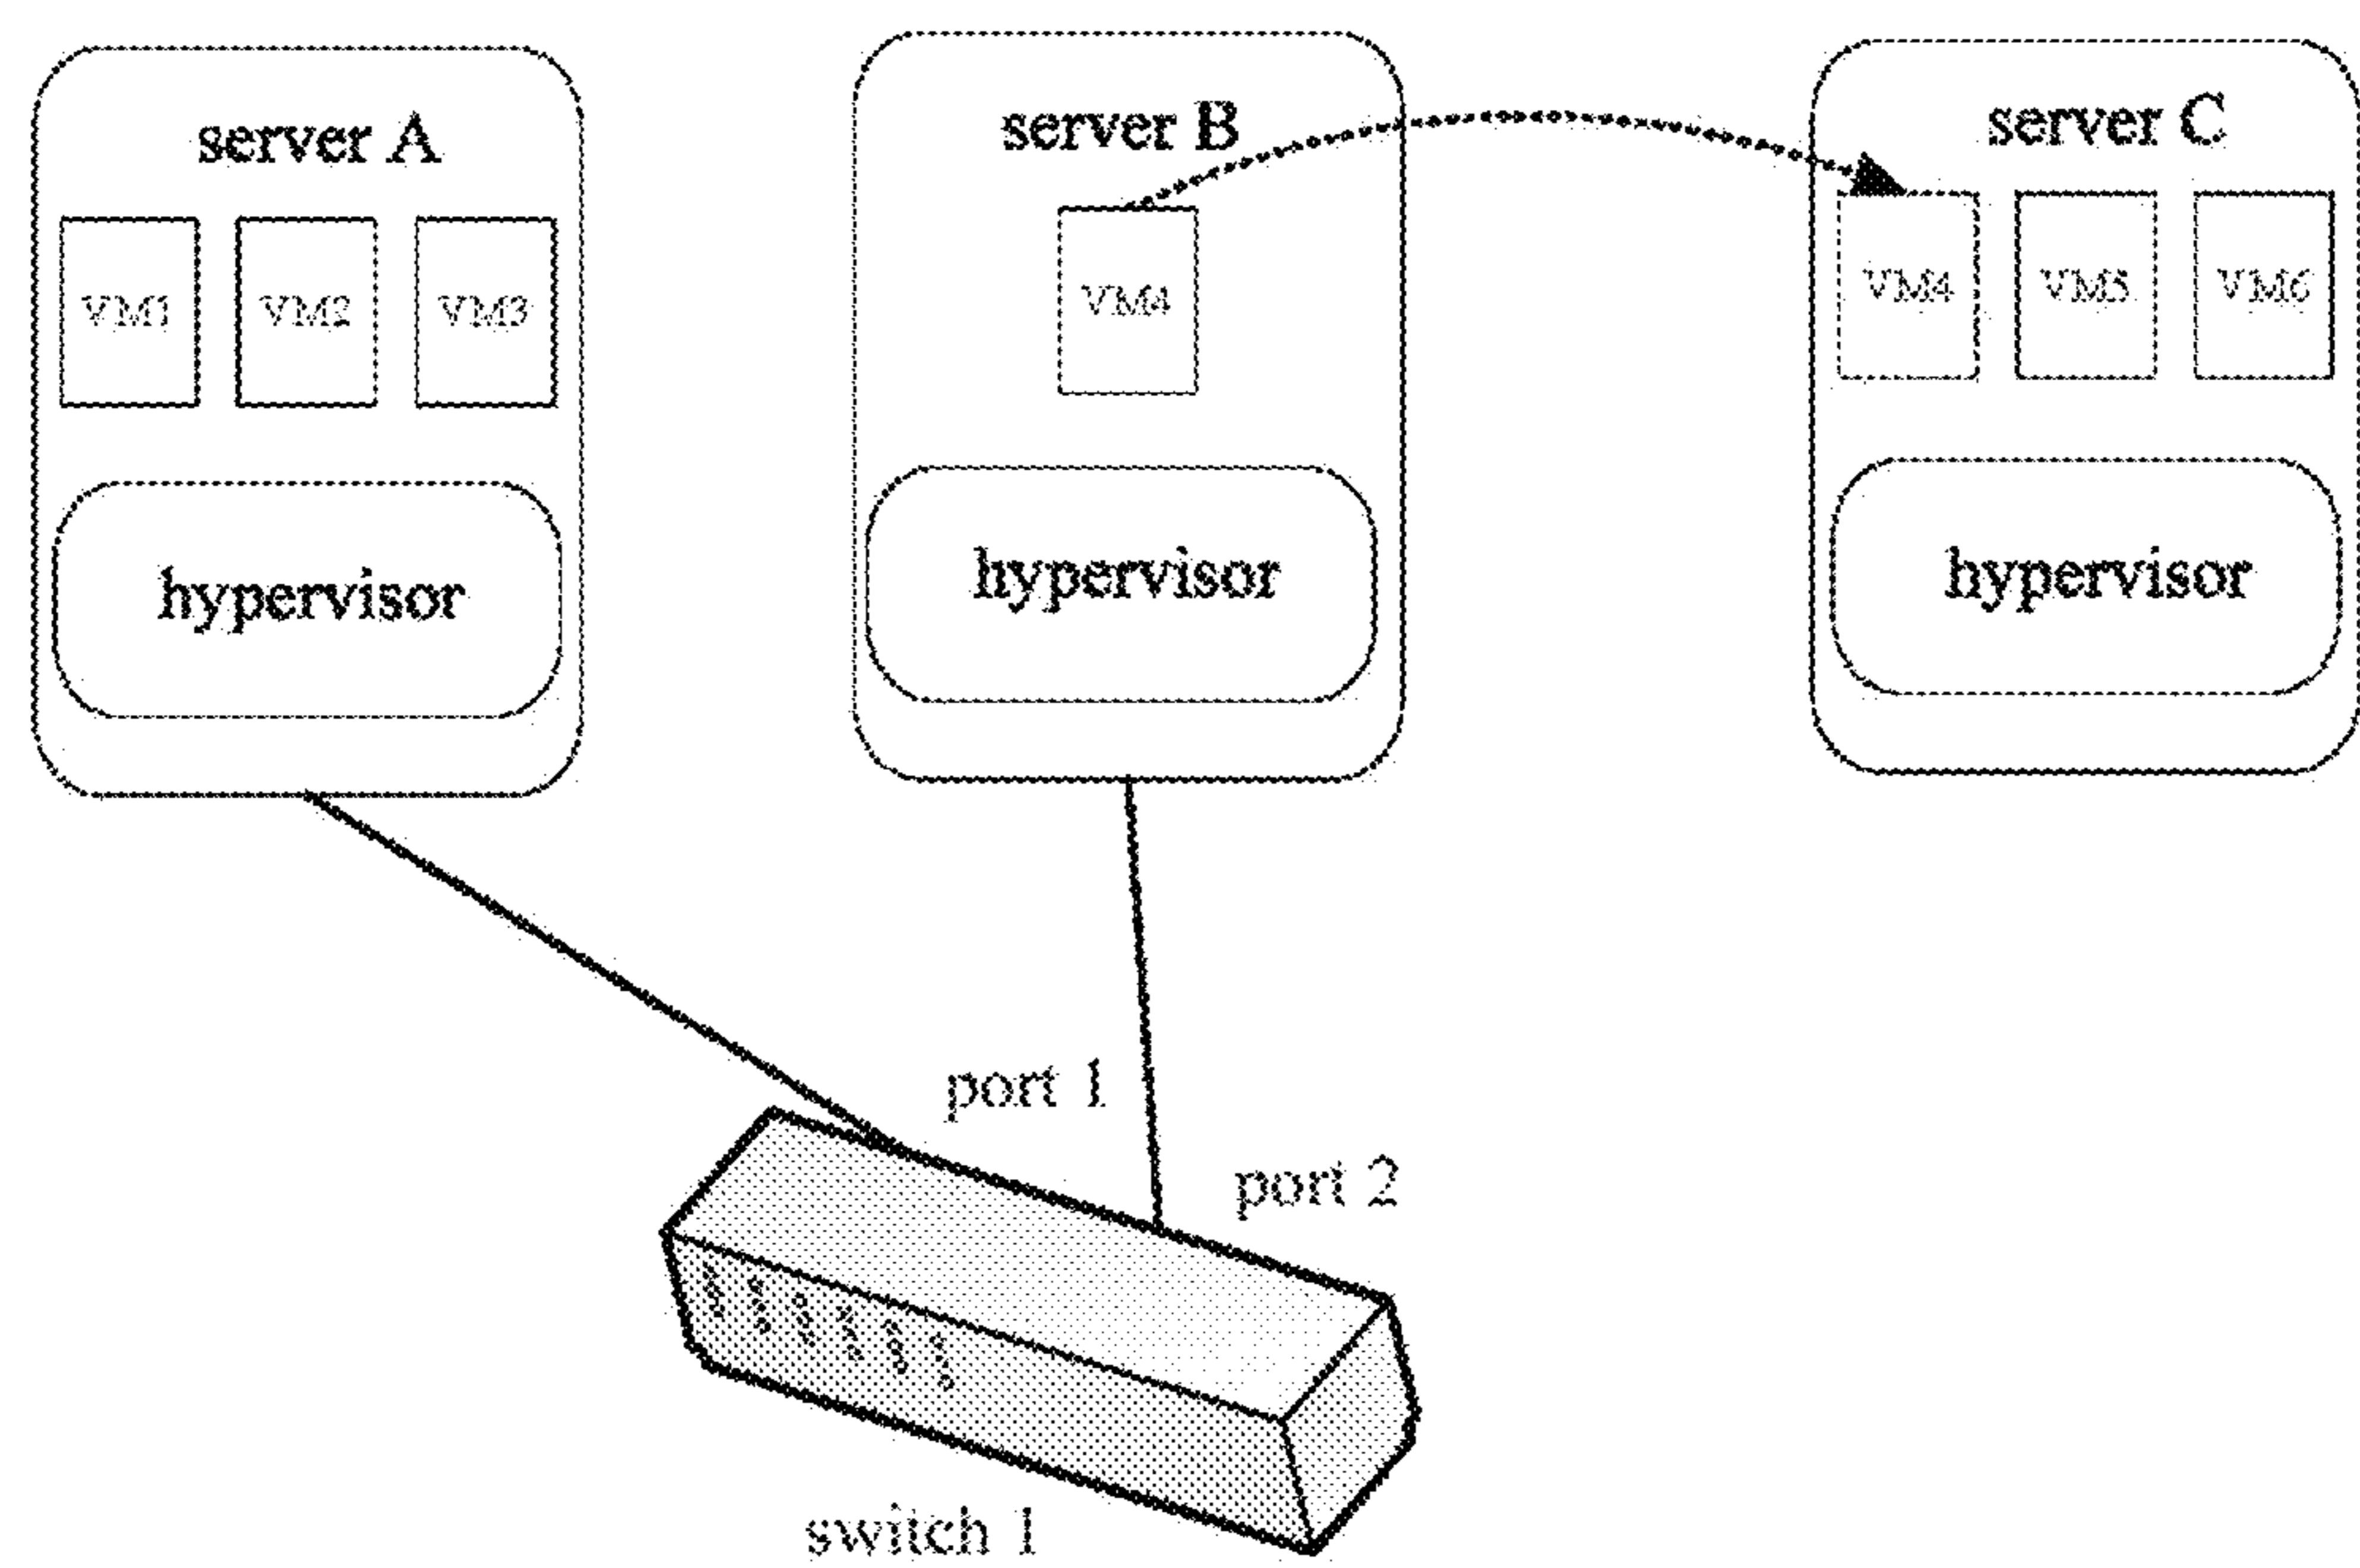 server A
server B
server C
VM1
VM2
VM3
VM4
VM4
VM5
VM6
hypervisor
hypervisor
hypervisor
port 1
port 2
switch 1